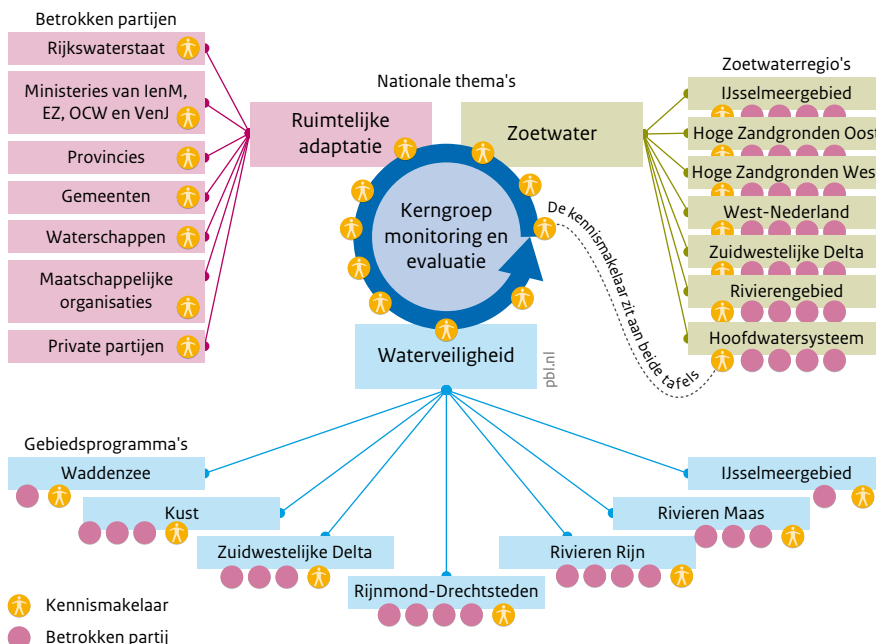 Betrokken partijen
Rijkswaterstaat
Ministeries van IenM,
EZ, OCW en VenJ
Provincies
Gemeenten
Waterschappen
Maatschappelijke
organisaties
Private partijen
Nationale thema's
Ruimtelijke
adaptatie
Zoetwater
Kerngroep
monitoring en
evaluatie
Waterveiligheid
pbl.nl
De kennismakelaar zit aan beide tafels
Zoetwaterregio's
IJsselmeergebied
Hoge Zandgronden Oost
Hoge Zandgronden West
West-Nederland
Zuidwestelijke Delta
Rivierengebied
Hoofdwatersysteem
Gebiedsprogramma's
Waddenzee
Kust
Zuidwestelijke Delta
Rijnmond-Drechtsteden
Rivieren Rijn
Rivieren Maas
IJsselmeergebied
Kennismakelaar
Betrokken partij